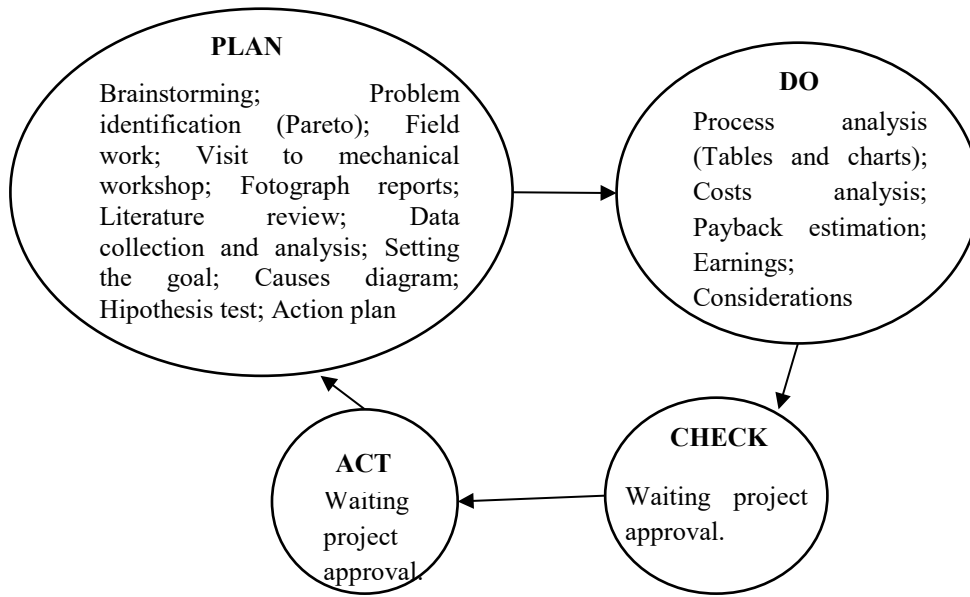 PLAN
Brainstorming; Problem
identification (Pareto); Field
work; Visit to mechanical
workshop; Fotograph reports;
Literature review; Data
collection and analysis; Setting
the goal; Causes diagram;
Hipothesis test; Action plan
DO
Process analysis
(Tables and charts);
Costs analysis;
Payback estimation;
Earnings;
Considerations
CHECK
Waiting project
approval.
ACT
Waiting
project
approval.